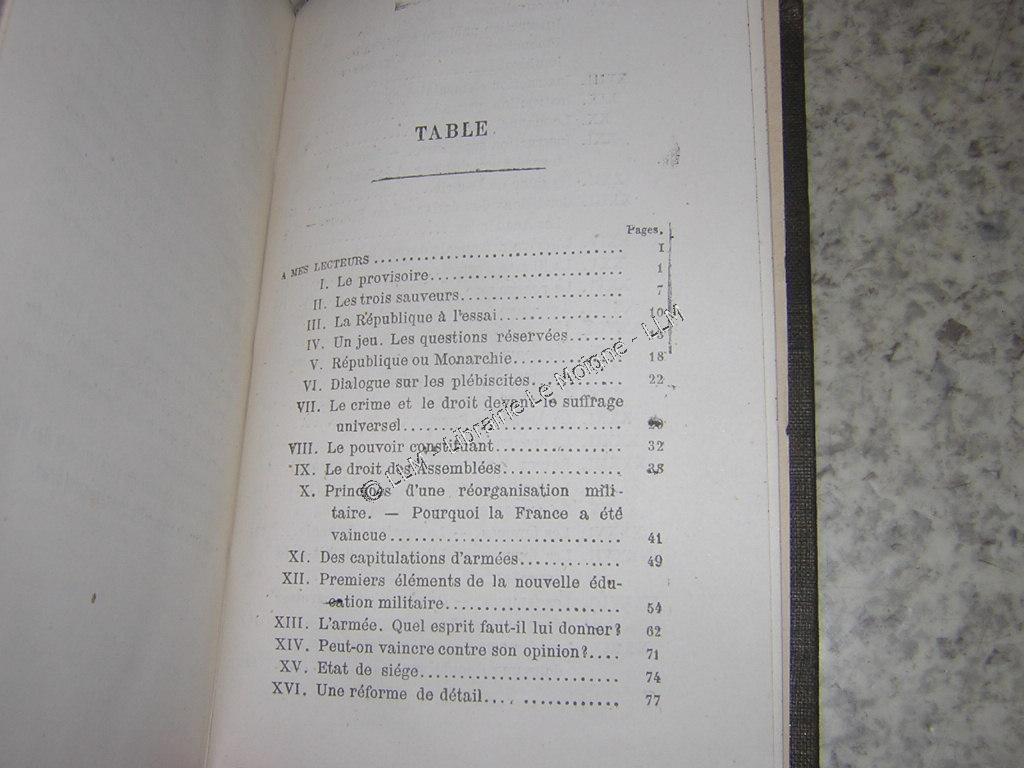 TABLE
Pages.
A MES LECTEURS ........................................ I
I. Le provisoire .............................. 1
II. Les trois sauveurs ......................... 7
III. La République à l'essai .................... 10
IV. Un jeu. Les questions réservées .......
V. République ou Monarchie ................ 18
VI. Dialogue sur les plébiscites .............. 22
VII. Le crime et le droit devant le suffrage
universel ...............................
VIII. Le pouvoir constituant ................. 32
IX. Le droit des Assemblées .................
X. Principes d'une réorganisation mili-
taire. — Pourquoi la France a été
vaincue ................................ 41
XI. Des capitulations d'armées ............. 49
XII. Premiers éléments de la nouvelle édu-
cation militaire ......................... 54
XIII. L'armée. Quel esprit faut-il lui donner? 62
XIV. Peut-on vaincre contre son opinion? .... 71
XV. Etat de siége ............................ 74
XVI. Une réforme de détail .................. 77
© LLM - Librairie Le Moigne - LLM